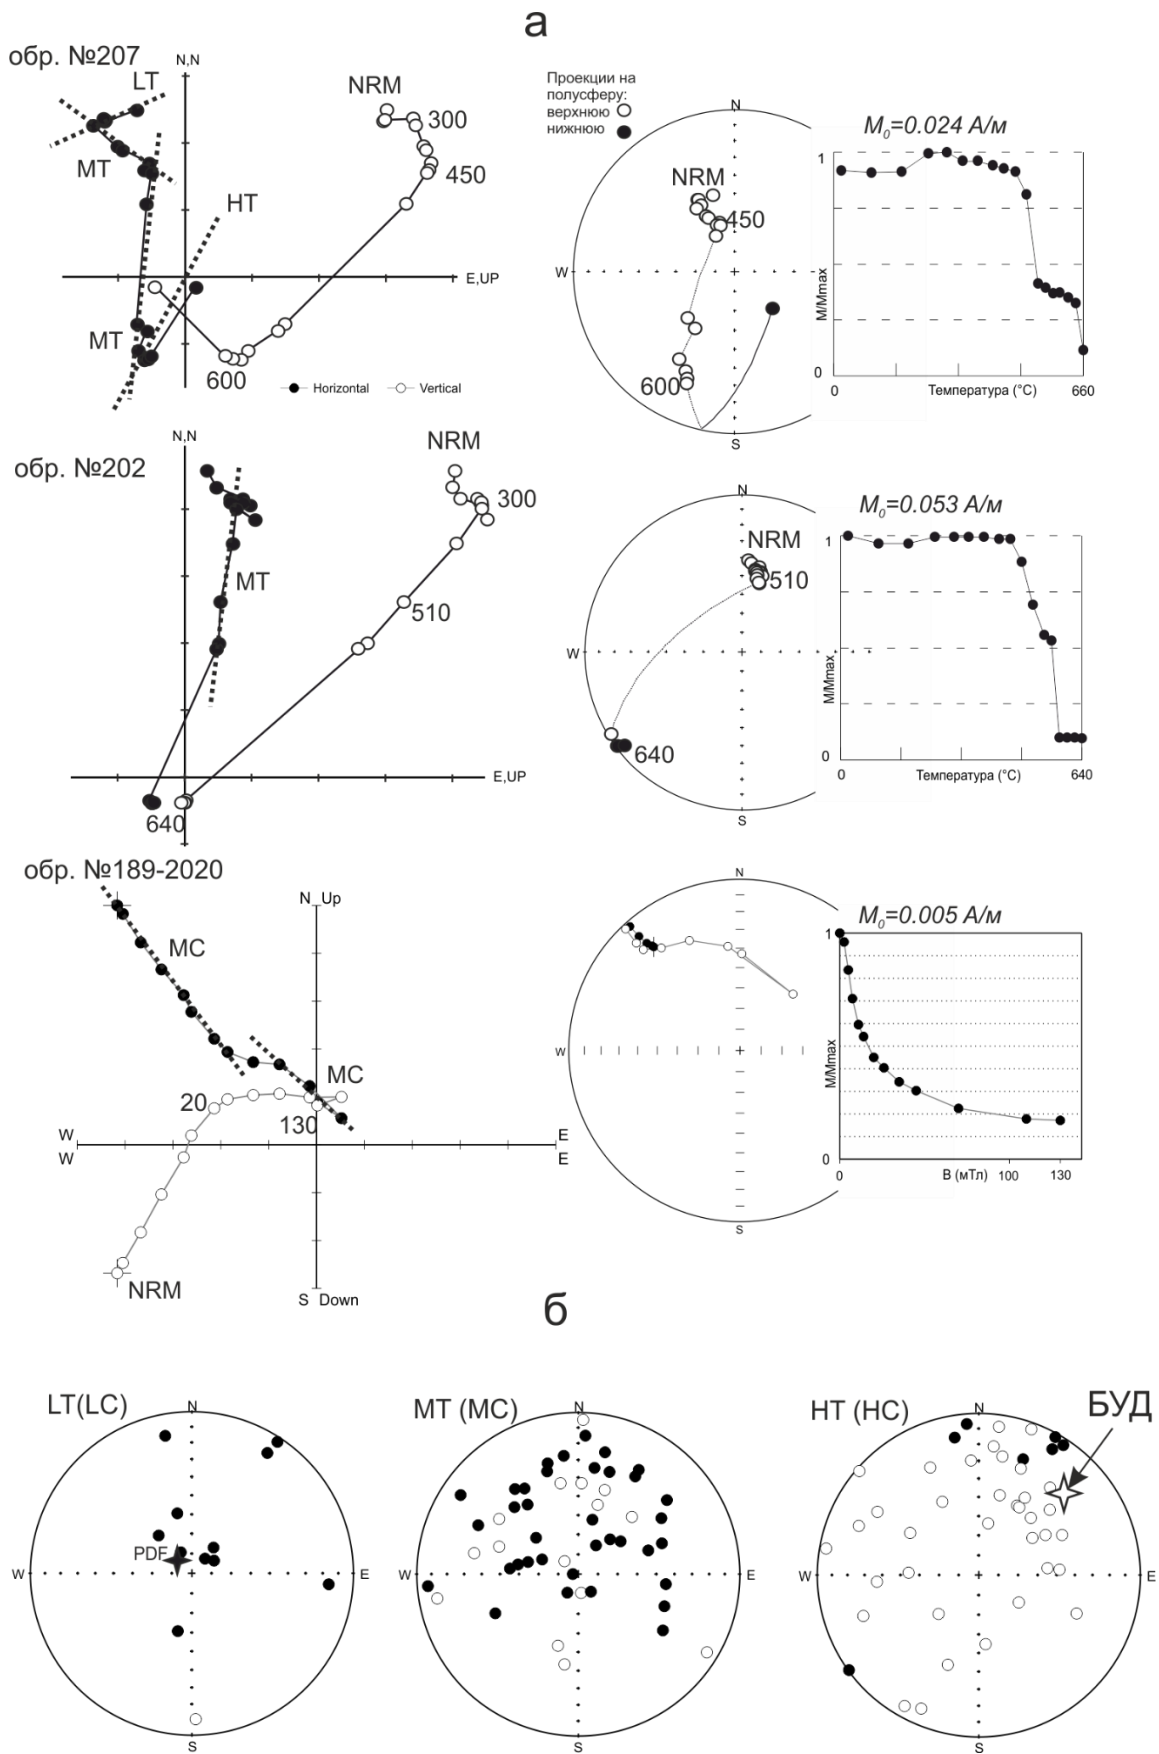 а
обр. №207
N,N
LT
NRM
300
MT
450
HT
E,UP
MT
600
Horizontal
Vertical
Проекции на
полусферу:
верхнюю
нижнюю
N
NRM
450
W
600
S
M₀=0.024 А/м
1
M/Mmax
0
0
Температура (°C)
660
обр. №202
N,N
NRM
300
MT
510
E,UP
640
N
NRM
510
W
640
S
M₀=0.053 А/м
1
M/Mmax
0
0
Температура (°C)
640
обр. №189-2020
N Up
MC
MC
20
130
W
W
E
E
NRM
S Down
N
W
S
M₀=0.005 А/м
1
M/Mmax
0
0
В (мТл)
100
130
б
LT(LC)
N
PDF
W
E
S
MT (MC)
N
W
E
S
HT (HC)
N
БУД
W
E
S